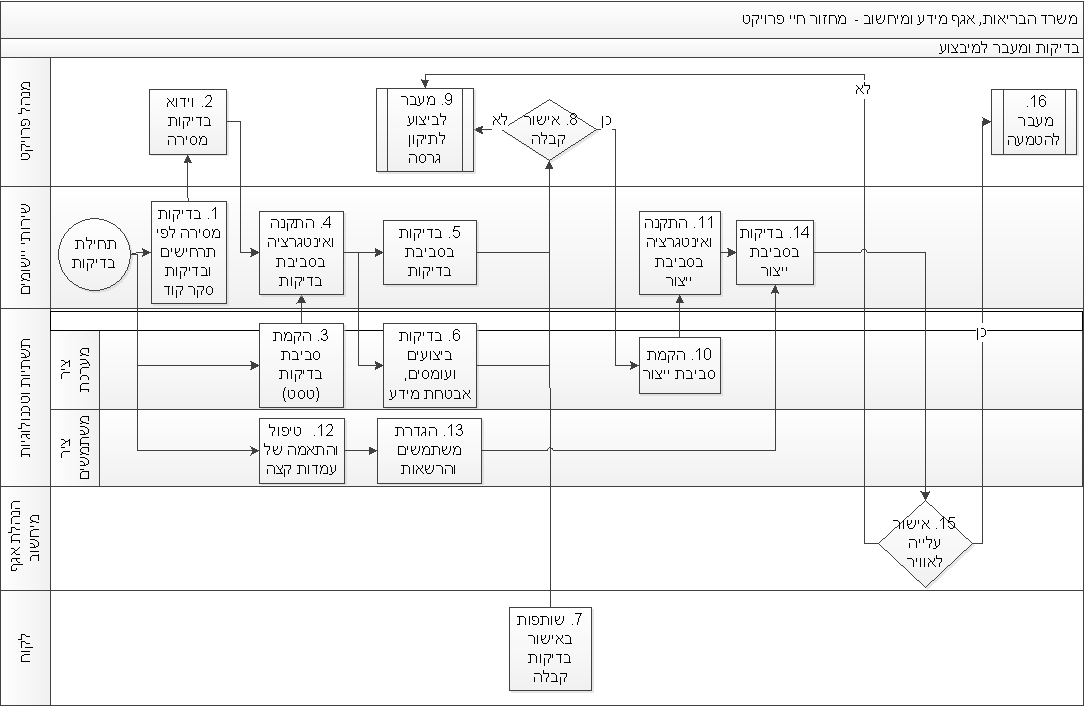 משרד הבריאות, אגף מידע ומיחשוב - מחזור חיי פרויקט
בדיקות ומעבר למיבצוע
מנהל פרויקט
2. וידוא
בדיקות
מסירה
9. מעבר
לביצוע
לתיקון
גרסה
לא
8. אישור
קבלה
כן
לא
16.
מעבר
להטמעה
שירותי יישומים
תחילת
בדיקות
1. בדיקות
מסירה לפי
תרחישים
ובדיקות
סקר קוד
4. התקנה
ואינטגרציה
בסביבת
בדיקות
5. בדיקות
בסביבת
בדיקות
11. התקנה
ואינטגרציה
בסביבת
ייצור
14. בדיקות
בסביבת
ייצור
תשתיות וטכנולוגיות
ציר
מערכת
3. הקמת
סביבת
בדיקות
(טסט)
6. בדיקות
ביצועים
ועומסים,
אבטחת מידע
10. הקמת
סביבת ייצור
כן
ציר
משתמשים
12. טיפול
והתאמה של
עמדות קצה
13. הגדרת
משתמשים
והרשאות
הנהלת אגף
מיחשוב
15. אישור
עלייה
לאוויר
לקוח
7. שותפות
באישור
בדיקות
קבלה